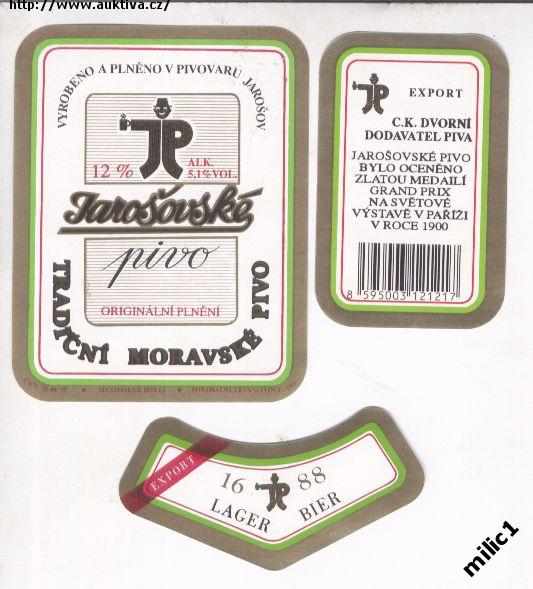 http://www.auktiva.cz/
VYROBENO A PLNĚNO V PIVOVARU JAROŠOV
JP
12 %
ALK.
5,1% VOL.
Jarošovské
pivo
ORIGINÁLNÍ PLNĚNÍ
TRADIČNÍ MORAVSKÉ PIVO
JP
EXPORT
C.K. DVORNÍ
DODAVATEL PIVA
JAROŠOVSKÉ PIVO
BYLO OCENĚNO
ZLATOU MEDAILÍ
GRAND PRIX
NA SVĚTOVÉ
VÝSTAVĚ V PAŘÍŽI
V ROCE 1900
8 595003 121217
EXPORT
16 JP 88
LAGER BIER
milic1